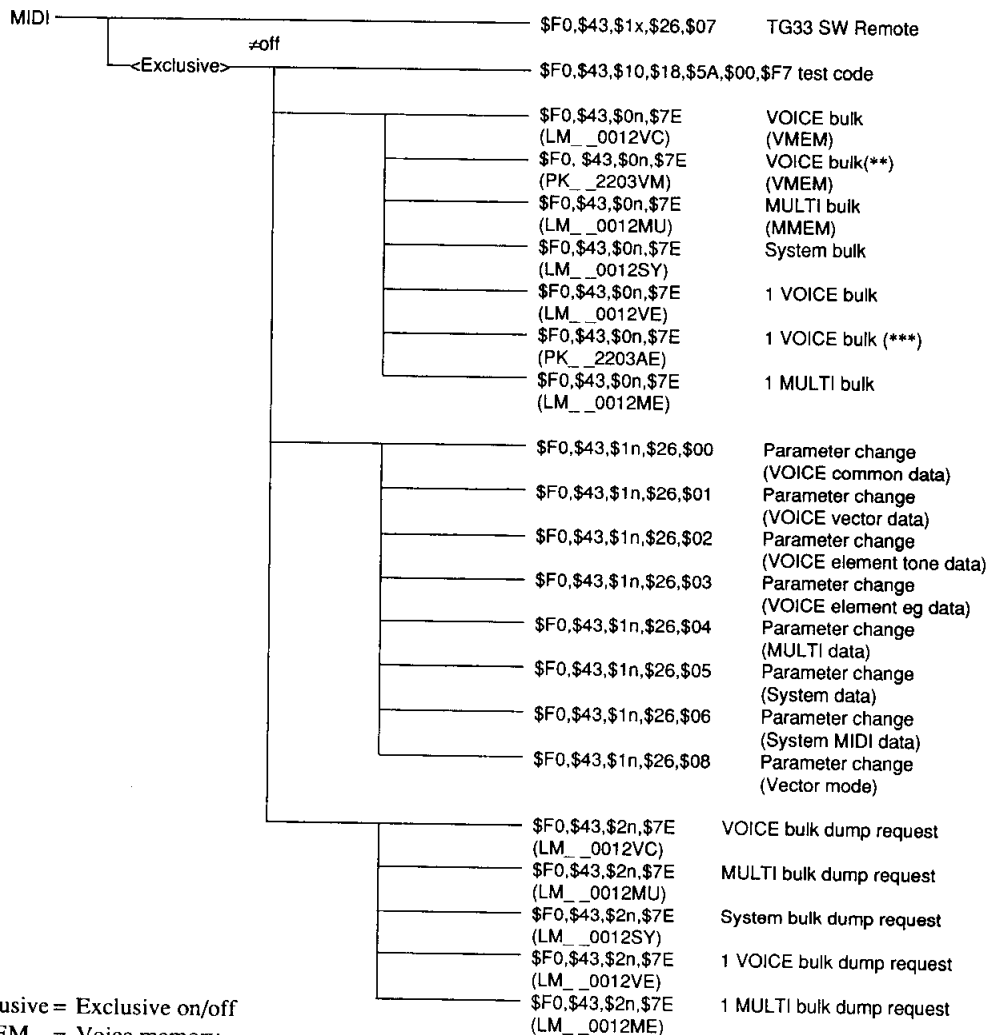 MIDI $F0,$43,$1x,$26,$07 TG33 SW Remote
≠off
<Exclusive> $F0,$43,$10,$18,$5A,$00,$F7 test code
$F0,$43,$0n,$7E VOICE bulk
(LM_ _0012VC) (VMEM)
$F0, $43,$0n,$7E VOICE bulk(**)
(PK_ _2203VM) (VMEM)
$F0,$43,$0n,$7E MULTI bulk
(LM_ _0012MU) (MMEM)
$F0,$43,$0n,$7E System bulk
(LM_ _0012SY)
$F0,$43,$0n,$7E 1 VOICE bulk
(LM_ _0012VE)
$F0,$43,$0n,$7E 1 VOICE bulk (***)
(PK_ _2203AE)
$F0,$43,$0n,$7E 1 MULTI bulk
(LM_ _0012ME)
$F0,$43,$1n,$26,$00 Parameter change
(VOICE common data)
$F0,$43,$1n,$26,$01 Parameter change
(VOICE vector data)
$F0,$43,$1n,$26,$02 Parameter change
(VOICE element tone data)
$F0,$43,$1n,$26,$03 Parameter change
(VOICE element eg data)
$F0,$43,$1n,$26,$04 Parameter change
(MULTI data)
$F0,$43,$1n,$26,$05 Parameter change
(System data)
$F0,$43,$1n,$26,$06 Parameter change
(System MIDI data)
$F0,$43,$1n,$26,$08 Parameter change
(Vector mode)
$F0,$43,$2n,$7E VOICE bulk dump request
(LM_ _0012VC)
$F0,$43,$2n,$7E MULTI bulk dump request
(LM_ _0012MU)
$F0,$43,$2n,$7E System bulk dump request
(LM_ _0012SY)
$F0,$43,$2n,$7E 1 VOICE bulk dump request
(LM_ _0012VE)
$F0,$43,$2n,$7E 1 MULTI bulk dump request
(LM_ _0012ME)
usive = Exclusive on/off